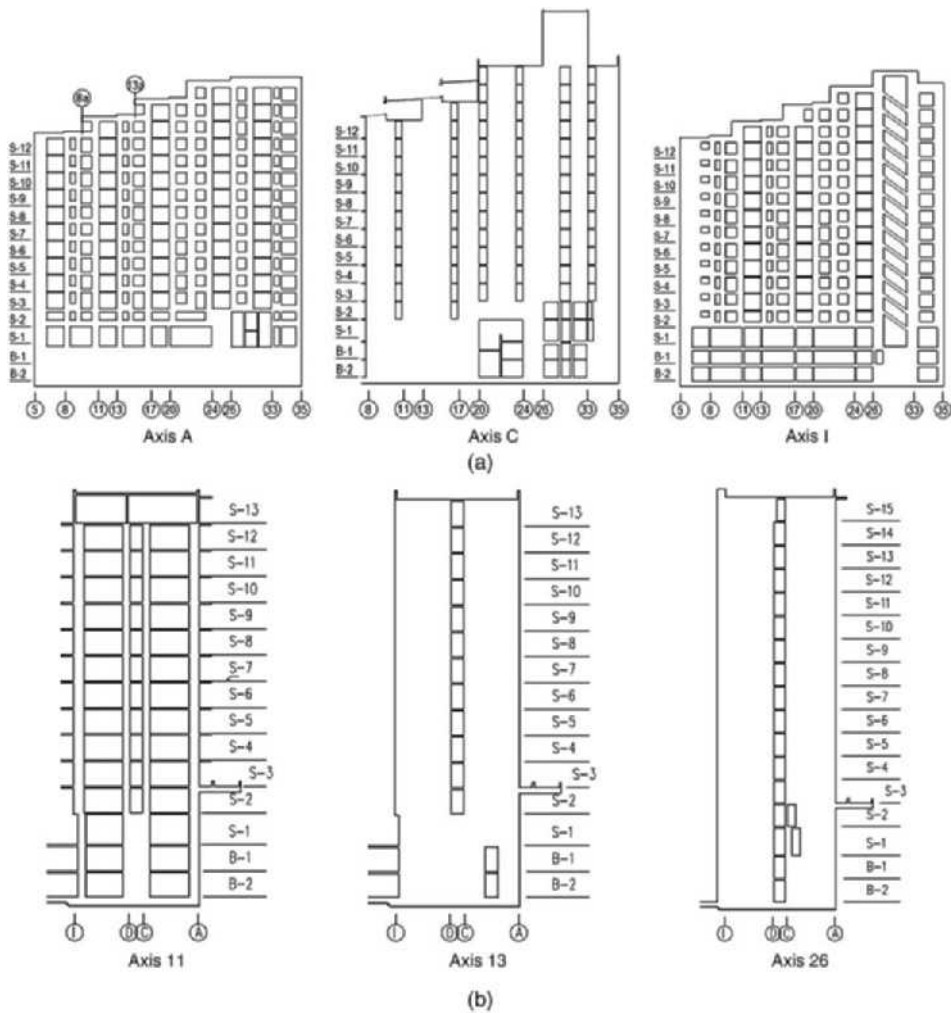 8a
13a
S-12
S-11
S-10
S-9
S-8
S-7
S-6
S-5
S-4
S-3
S-2
S-1
B-1
B-2
5 8 11 13 17 20 24 26 33 35
Axis A
S-12
S-11
S-10
S-9
S-8
S-7
S-6
S-5
S-4
S-3
S-2
S-1
B-1
B-2
8 11 13 17 20 24 26 33 35
Axis C
S-12
S-11
S-10
S-9
S-8
S-7
S-6
S-5
S-4
S-3
S-2
S-1
B-1
B-2
5 8 11 13 17 20 24 26 33 35
Axis I
(a)
S-13
S-12
S-11
S-10
S-9
S-8
S-7
S-6
S-5
S-4
S-3
S-2
S-1
B-1
B-2
I D C A
Axis 11
S-13
S-12
S-11
S-10
S-9
S-8
S-7
S-6
S-5
S-4
S-3
S-2
S-1
B-1
B-2
I D C A
Axis 13
S-15
S-14
S-13
S-12
S-11
S-10
S-9
S-8
S-7
S-6
S-5
S-4
S-3
S-2
S-1
B-1
B-2
I D C A
Axis 26
(b)